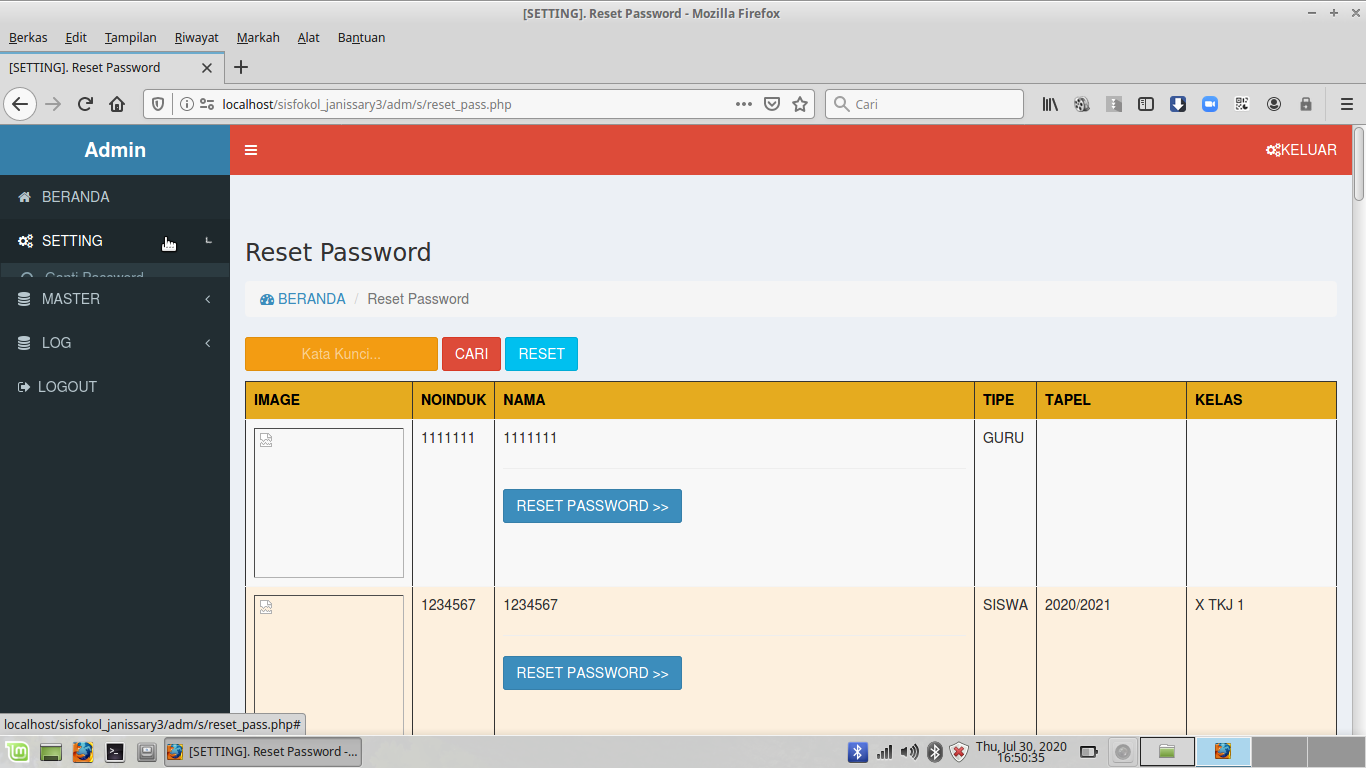 [SETTING]. Reset Password - Mozilla Firefox
Berkas Edit Tampilan Riwayat Markah Alat Bantuan
[SETTING]. Reset Password
localhost/sisfokol_janissary3/adm/s/reset_pass.php
Cari
Admin
KELUAR
BERANDA
SETTING
Ganti Password
MASTER
LOG
LOGOUT
Reset Password
BERANDA / Reset Password
Kata Kunci... CARI RESET
IMAGE NOINDUK NAMA TIPE TAPEL KELAS
1111111 1111111 GURU
RESET PASSWORD >>
1234567 1234567 SISWA 2020/2021 X TKJ 1
RESET PASSWORD >>
localhost/sisfokol_janissary3/adm/s/reset_pass.php#
[SETTING]. Reset Password -...
Thu, Jul 30, 2020
16:50:35